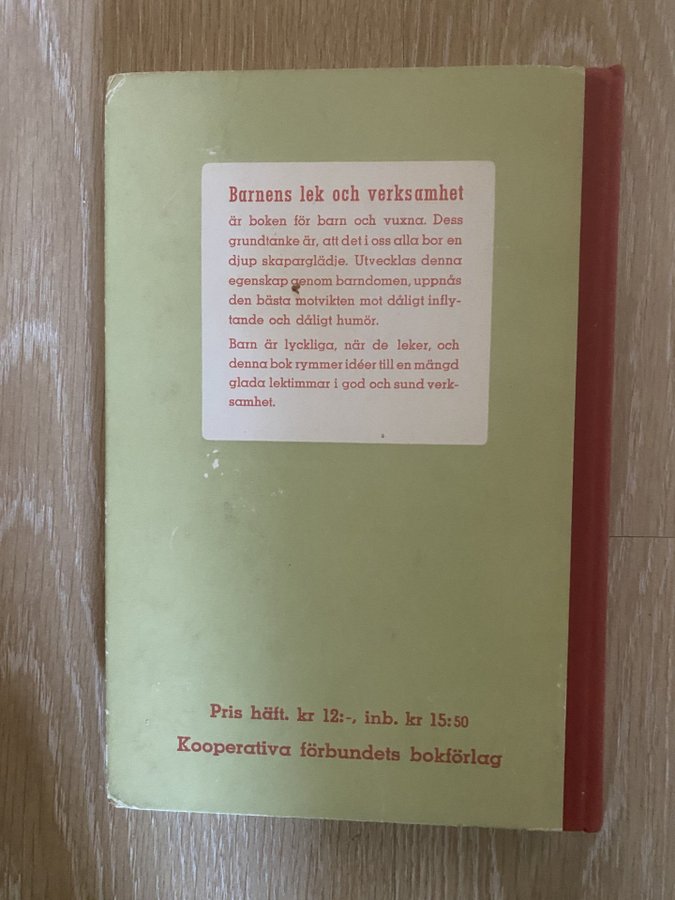 Barnens lek och verksamhet
är boken för barn och vuxna. Dess
grundtanke är, att det i oss alla bor en
djup skaparglädje. Utvecklas denna
egenskap genom barndomen, uppnås
den bästa motvikten mot dåligt infly-
tande och dåligt humör.
Barn är lyckliga, när de leker, och
denna bok rymmer idéer till en mängd
glada lektimmar i god och sund verk-
samhet.
Pris häft. kr 12:-, inb. kr 15:50
Kooperativa förbundets bokförlag